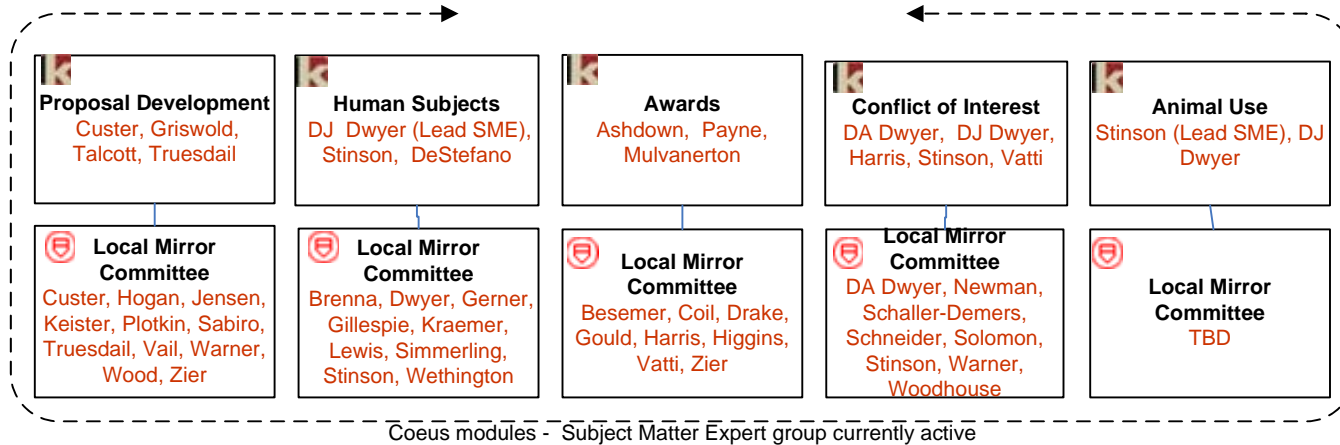 Proposal Development
Custer, Griswold,
Talcott, Truesdail
Human Subjects
DJ Dwyer (Lead SME),
Stinson, DeStefano
Awards
Ashdown, Payne,
Mulvanerton
Conflict of Interest
DA Dwyer, DJ Dwyer,
Harris, Stinson, Vatti
Animal Use
Stinson (Lead SME), DJ
Dwyer
Local Mirror
Committee
Custer, Hogan, Jensen,
Keister, Plotkin, Sabiro,
Truesdail, Vail, Warner,
Wood, Zier
Local Mirror
Committee
Brenna, Dwyer, Gerner,
Gillespie, Kraemer,
Lewis, Simmerling,
Stinson, Wethington
Local Mirror
Committee
Besemer, Coil, Drake,
Gould, Harris, Higgins,
Vatti, Zier
Local Mirror
Committee
DA Dwyer, Newman,
Schaller-Demers,
Schneider, Solomon,
Stinson, Warner,
Woodhouse
Local Mirror
Committee
TBD
Coeus modules - Subject Matter Expert group currently active